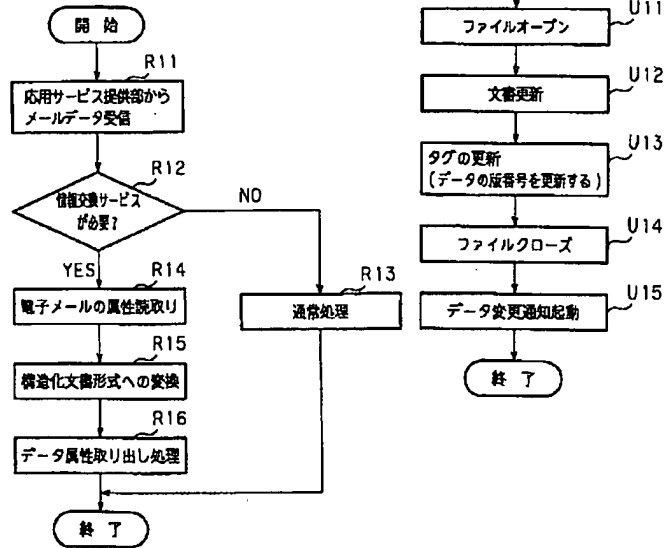 開 始
R11
応用サービス提供部から
メールデータ受信
R12
情報交換サービス
が必要?
NO
YES
R14
電子メールの属性読取り
R13
通常処理
R15
構造化文書形式への変換
R16
データ属性取り出し処理
終 了
U11
ファイルオープン
U12
文書更新
U13
タグの更新
(データの版番号を更新する)
U14
ファイルクローズ
U15
データ変更通知起動
終 了